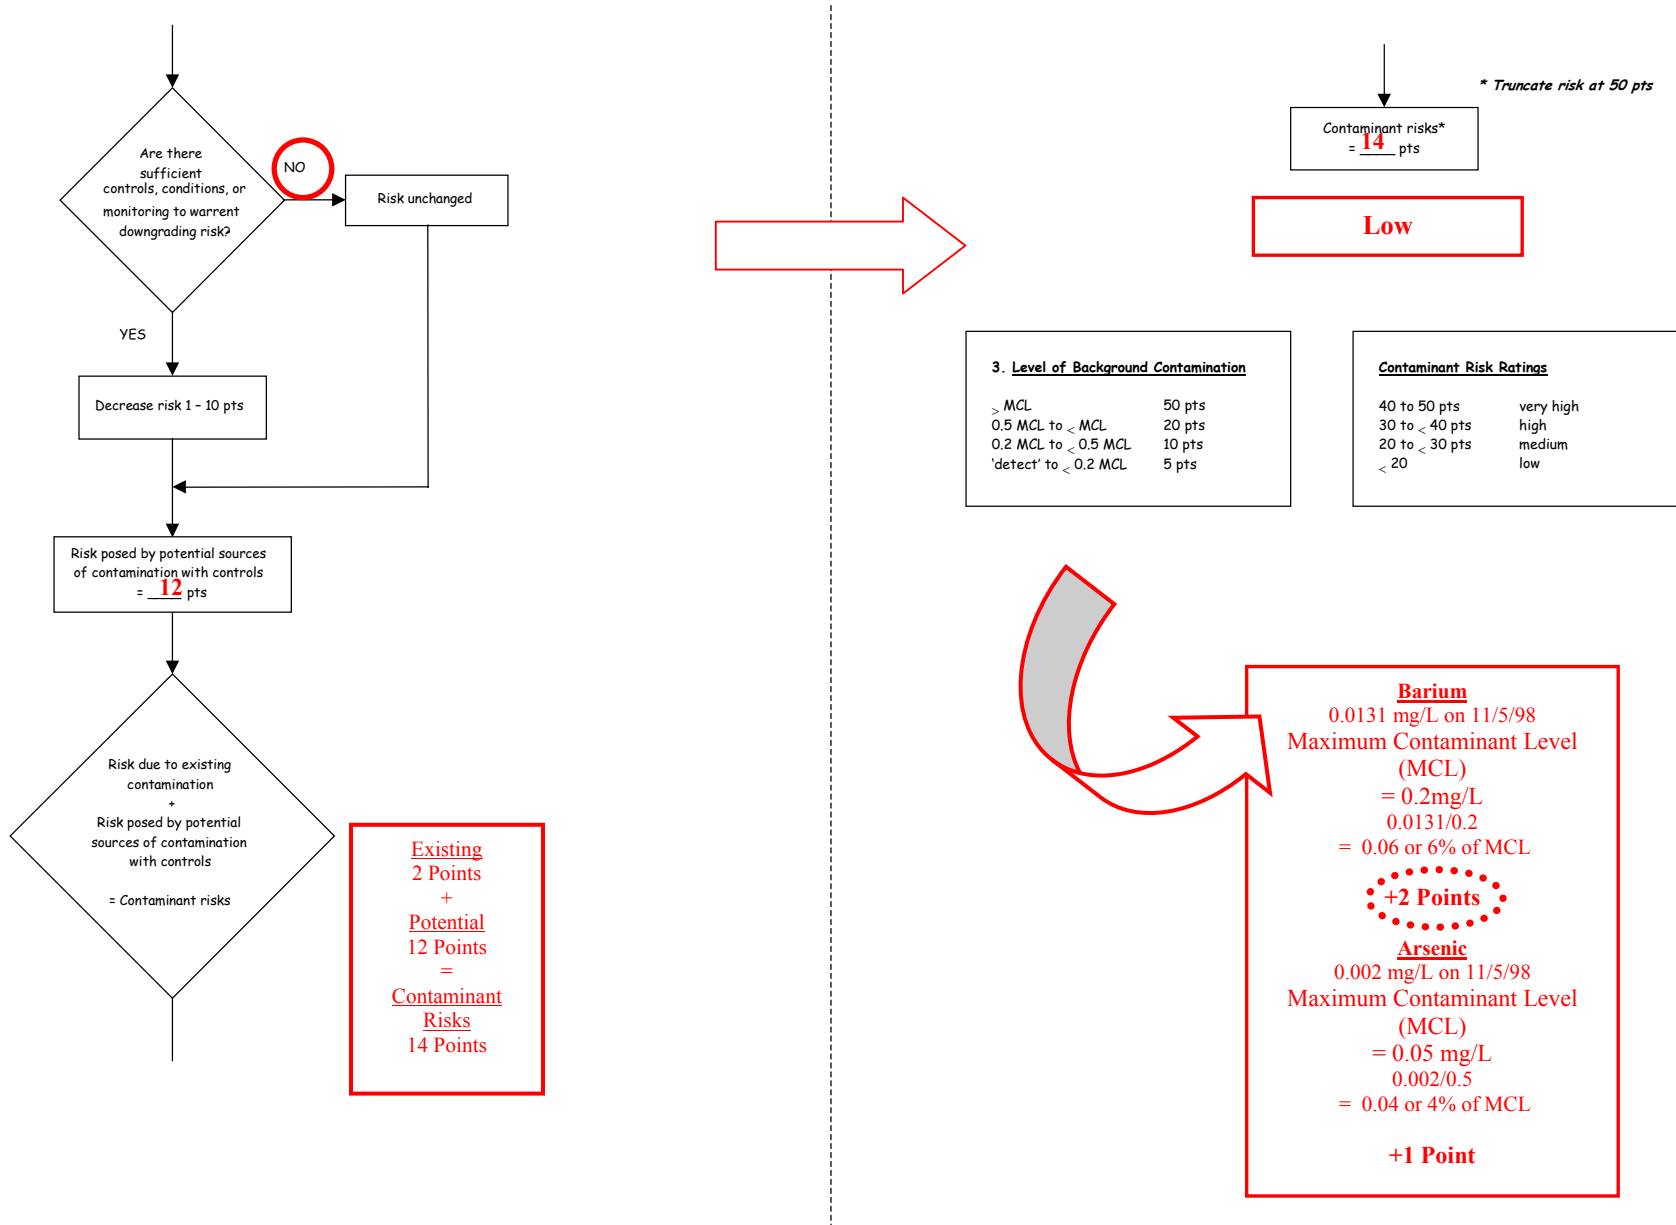 Are there
sufficient
controls, conditions, or
monitoring to warrent
downgrading risk?
NO
Risk unchanged
YES
Decrease risk 1 – 10 pts
Risk posed by potential sources
of contamination with controls
= 12 pts
Risk due to existing
contamination
+
Risk posed by potential
sources of contamination
with controls
= Contaminant risks
Existing
2 Points
+
Potential
12 Points
=
Contaminant
Risks
14 Points
* Truncate risk at 50 pts
Contaminant risks*
= 14 pts
Low
3. Level of Background Contamination
> MCL 50 pts
0.5 MCL to < MCL 20 pts
0.2 MCL to < 0.5 MCL 10 pts
'detect' to < 0.2 MCL 5 pts
Contaminant Risk Ratings
40 to 50 pts very high
30 to < 40 pts high
20 to < 30 pts medium
< 20 low
Barium
0.0131 mg/L on 11/5/98
Maximum Contaminant Level
(MCL)
= 0.2mg/L
0.0131/0.2
= 0.06 or 6% of MCL
+2 Points
Arsenic
0.002 mg/L on 11/5/98
Maximum Contaminant Level
(MCL)
= 0.05 mg/L
0.002/0.5
= 0.04 or 4% of MCL
+1 Point